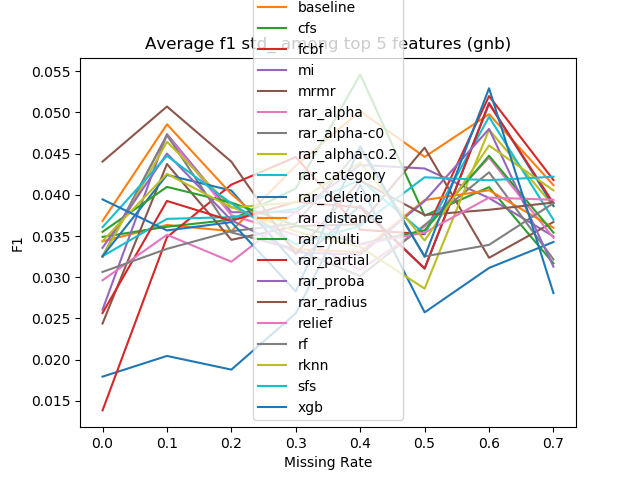 Average f1 std_ among top 5 features (gnb)
baseline
cfs
fcbf
mi
mrmr
rar_alpha
rar_alpha-c0
rar_alpha-c0.2
rar_category
rar_deletion
rar_distance
rar_multi
rar_partial
rar_proba
rar_radius
relief
rf
rknn
sfs
xgb
F1
0.055
0.050
0.045
0.040
0.035
0.030
0.025
0.020
0.015
0.0 0.1 0.2 0.3 0.4 0.5 0.6 0.7
Missing Rate